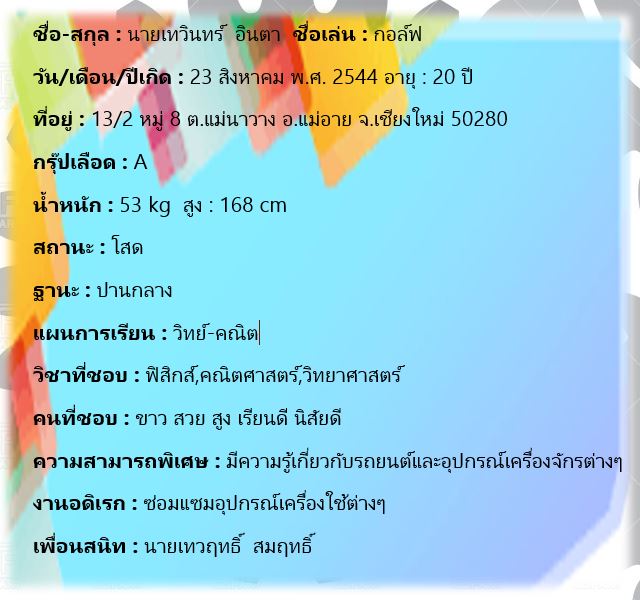 ชื่อ-สกุล : นายเทวินทร์ อินตา ชื่อเล่น : กอล์ฟ
วัน/เดือน/ปีเกิด : 23 สิงหาคม พ.ศ. 2544 อายุ : 20 ปี
ที่อยู่ : 13/2 หมู่ 8 ต.แม่นาวาง อ.แม่อาย จ.เชียงใหม่ 50280
กรุ๊ปเลือด : A
น้ำหนัก : 53 kg สูง : 168 cm
สถานะ : โสด
ฐานะ : ปานกลาง
แผนการเรียน : วิทย์-คณิต
วิชาที่ชอบ : ฟิสิกส์,คณิตศาสตร์,วิทยาศาสตร์
คนที่ชอบ : ขาว สวย สูง เรียนดี นิสัยดี
ความสามารถพิเศษ : มีความรู้เกี่ยวกับรถยนต์และอุปกรณ์เครื่องจักรต่างๆ
งานอดิเรก : ซ่อมแซมอุปกรณ์เครื่องใช้ต่างๆ
เพื่อนสนิท : นายเทวฤทธิ์ สมฤทธิ์